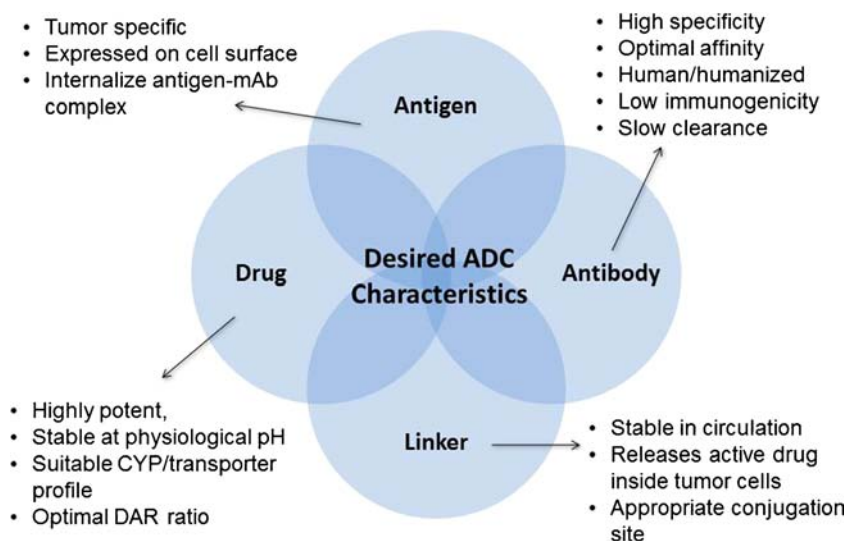 • Tumor specific
• Expressed on cell surface
• Internalize antigen-mAb
complex
• High specificity
• Optimal affinity
• Human/humanized
• Low immunogenicity
• Slow clearance
Antigen
Drug
Desired ADC
Characteristics
Antibody
Linker
• Highly potent,
• Stable at physiological pH
• Suitable CYP/transporter
profile
• Optimal DAR ratio
• Stable in circulation
• Releases active drug
inside tumor cells
• Appropriate conjugation
site